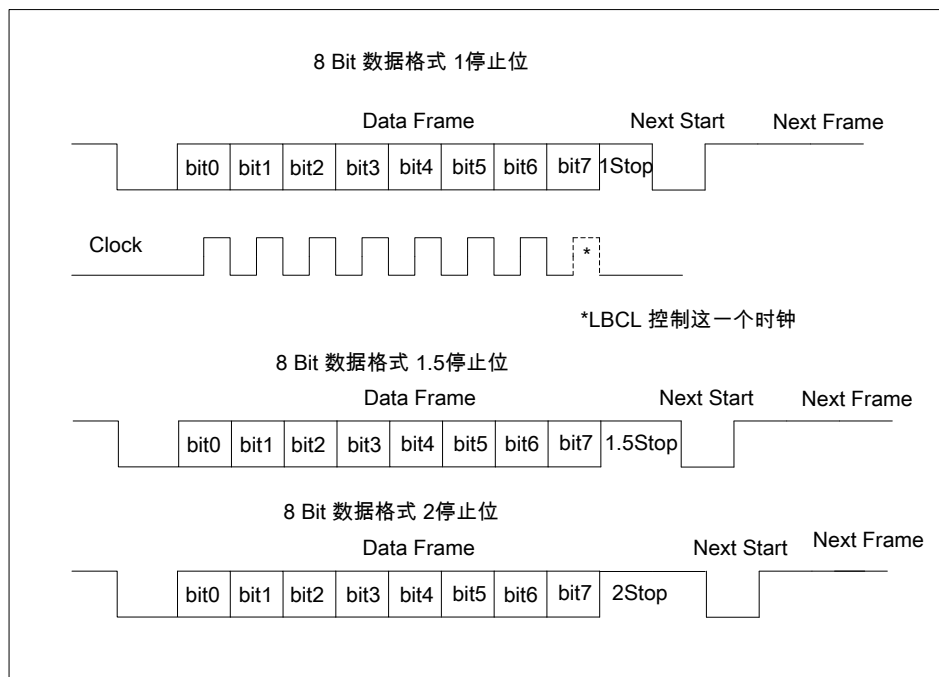 8 Bit 数据格式 1停止位
Data Frame
Next Start
Next Frame
bit0 bit1 bit2 bit3 bit4 bit5 bit6 bit7 1Stop
Clock
*
*LBCL 控制这一个时钟
8 Bit 数据格式 1.5停止位
Data Frame
Next Start
Next Frame
bit0 bit1 bit2 bit3 bit4 bit5 bit6 bit7 1.5Stop
8 Bit 数据格式 2停止位
Data Frame
Next Start
Next Frame
bit0 bit1 bit2 bit3 bit4 bit5 bit6 bit7 2Stop